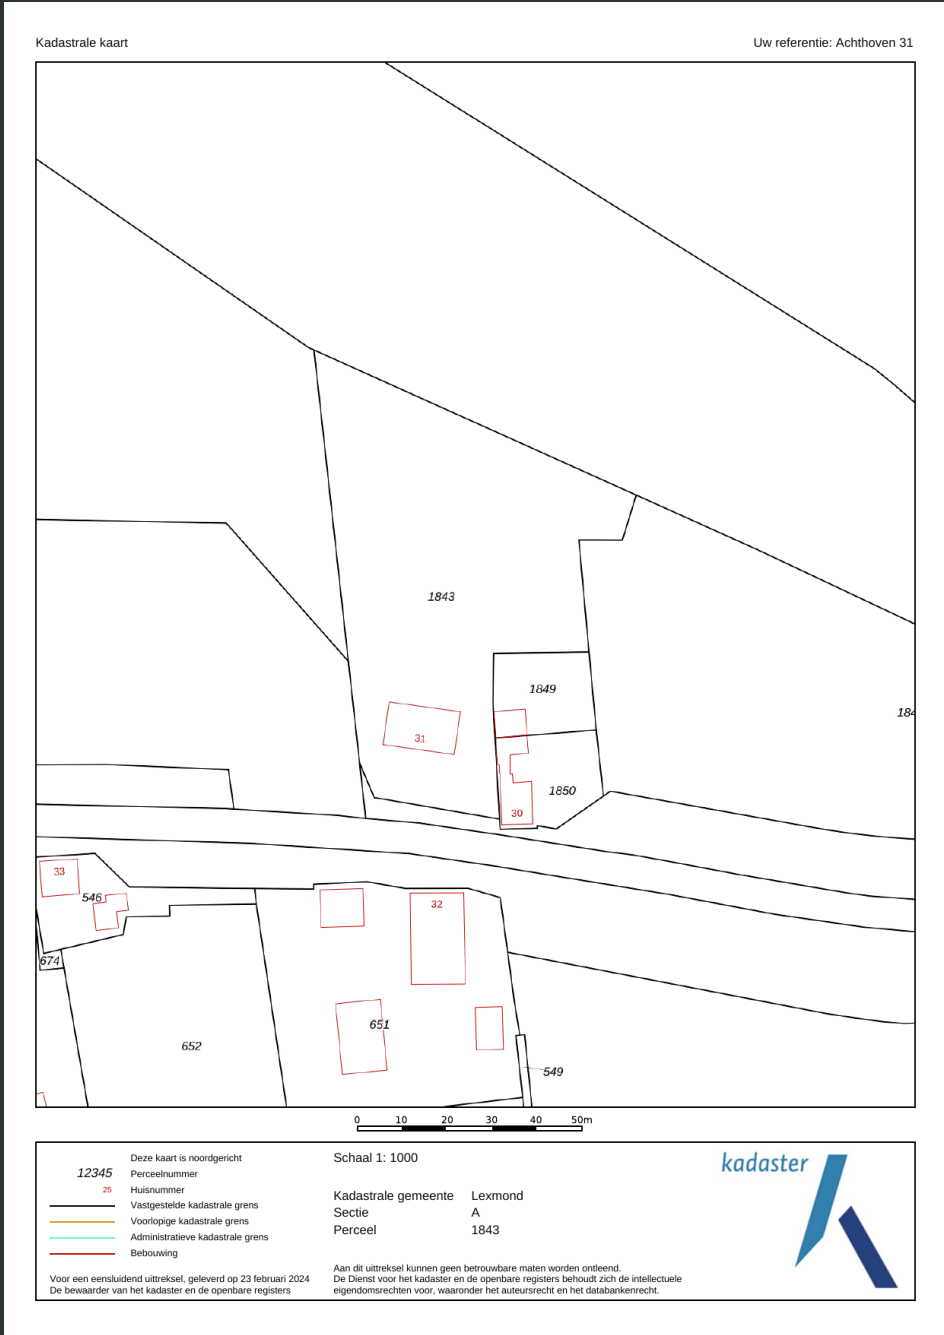 Kadastrale kaart
Uw referentie: Achthoven 31
1843
1849
184
31
1850
30
33
546
32
674
651
652
549
0 10 20 30 40 50m
Deze kaart is noordgericht
12345 Perceelnummer
25 Huisnummer
Vastgestelde kadastrale grens
Voorlopige kadastrale grens
Administratieve kadastrale grens
Bebouwing
Voor een eensluidend uittreksel, geleverd op 23 februari 2024
De bewaarder van het kadaster en de openbare registers
Schaal 1: 1000
Kadastrale gemeente Lexmond
Sectie A
Perceel 1843
Aan dit uittreksel kunnen geen betrouwbare maten worden ontleend.
De Dienst voor het kadaster en de openbare registers behoudt zich de intellectuele
eigendomsrechten voor, waaronder het auteursrecht en het databankenrecht.
kadaster